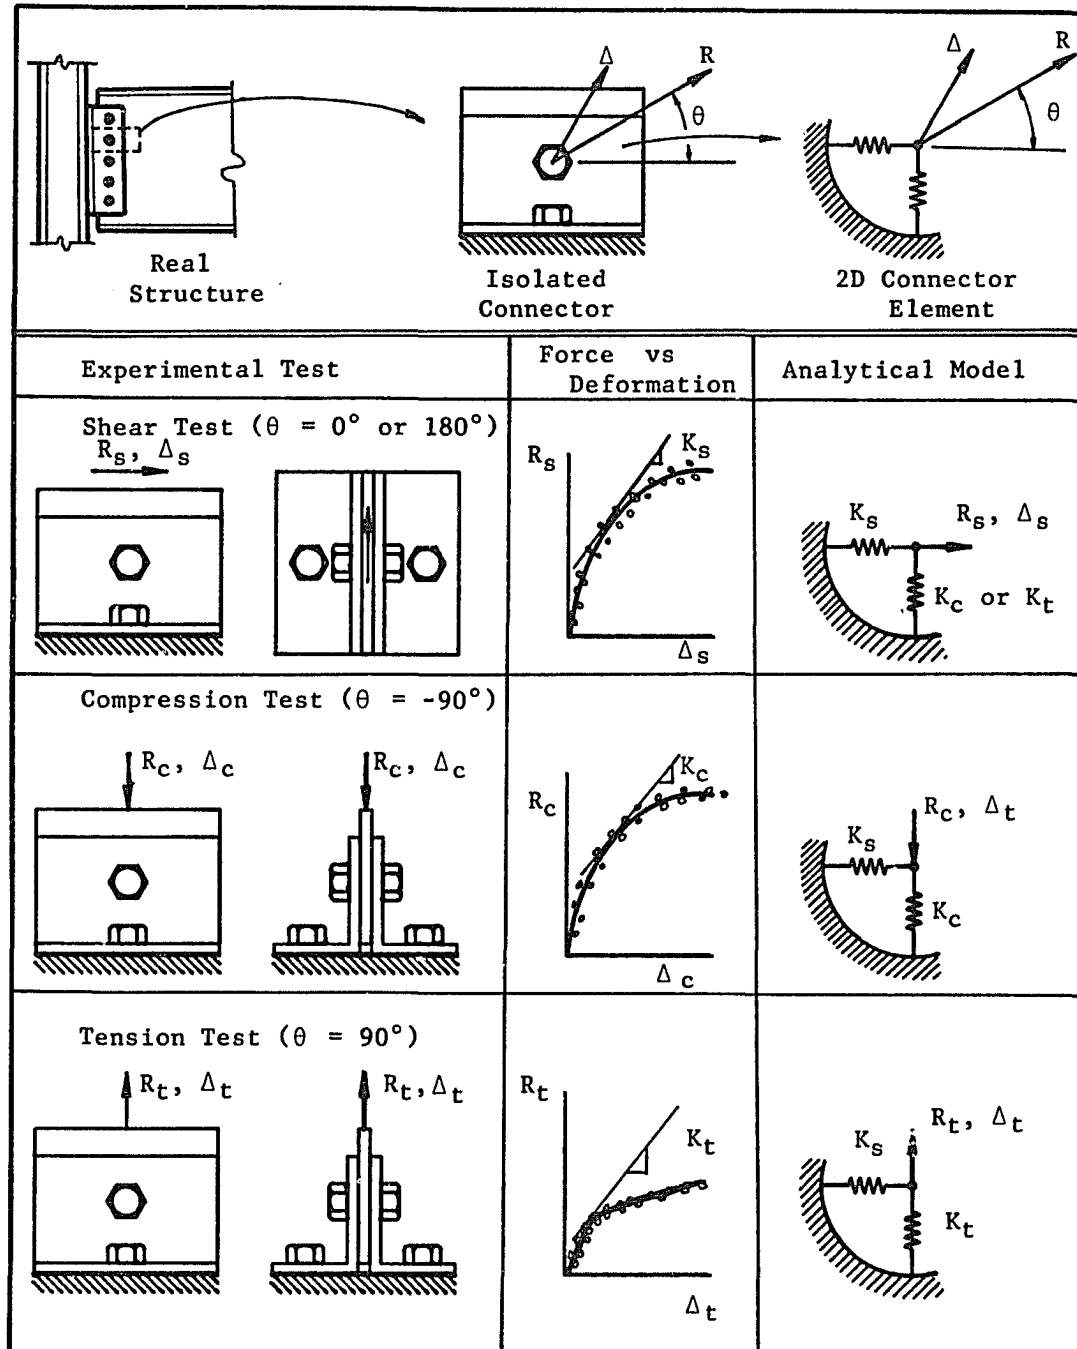 Δ
R
θ
Δ
R
θ
Real
Structure
Isolated
Connector
2D Connector
Element
Experimental Test
Force vs
Deformation
Analytical Model
Shear Test (θ = 0° or 180°)
Rs, Δs
Rs
Ks
Δs
Ks
Rs, Δs
Kc or Kt
Compression Test (θ = -90°)
Rc, Δc
Rc, Δc
Rc
Kc
Δc
Rc, Δt
Ks
Kc
Tension Test (θ = 90°)
Rt, Δt
Rt, Δt
Rt
Kt
Δt
Rt, Δt
Ks
Kt